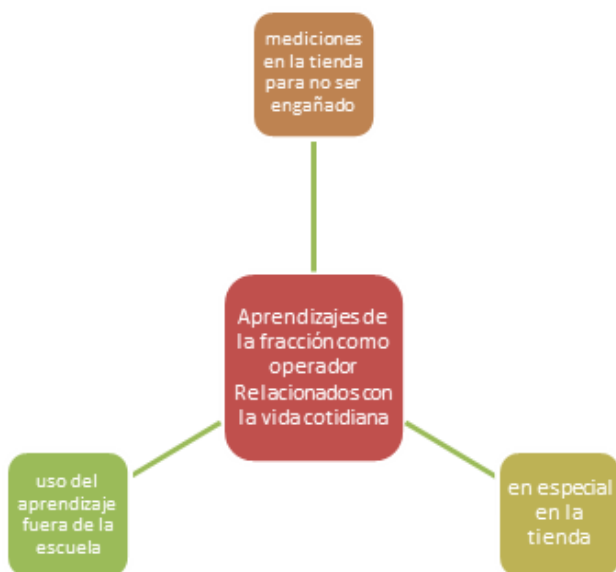 mediciones
en la tienda
para no ser
engañado
Aprendizajes de
la fracción como
operador
Relacionados con
la vida cotidiana
uso del
aprendizaje
fuera de la
escuela
en especial
en la
tienda